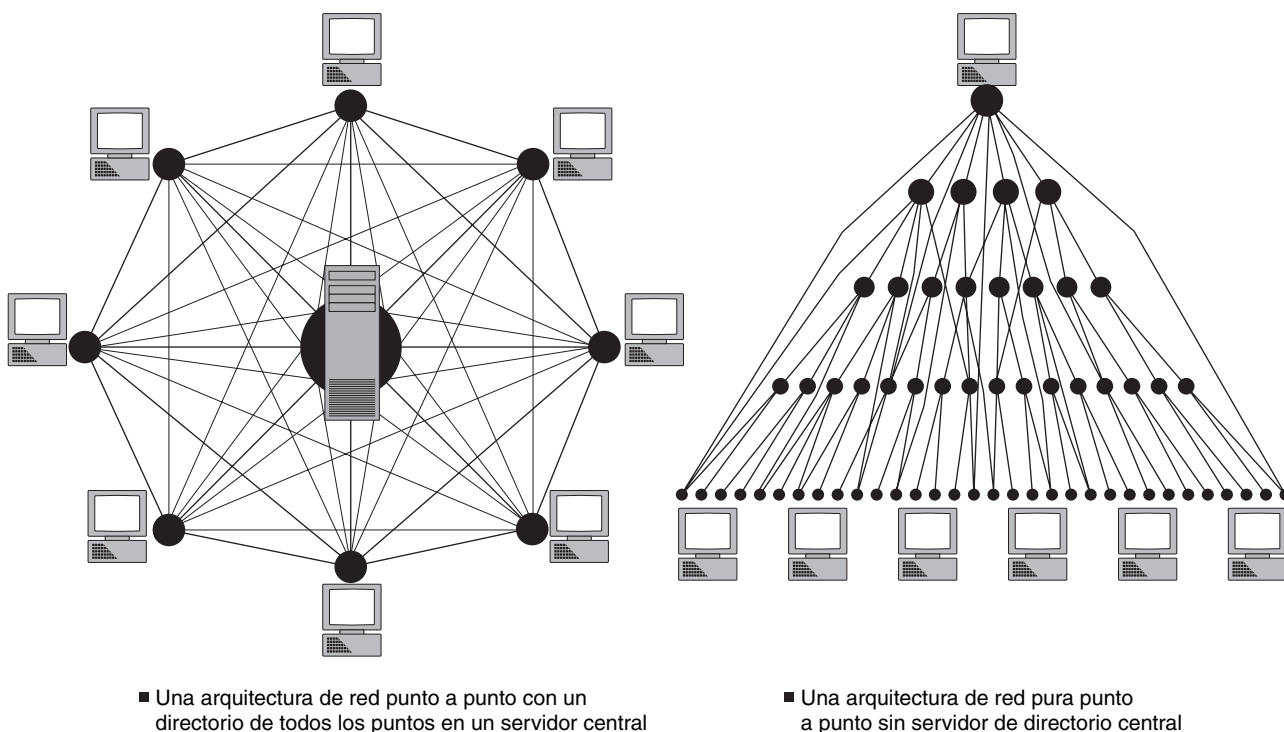 ■ Una arquitectura de red punto a punto con un
directorio de todos los puntos en un servidor central
■ Una arquitectura de red pura punto
a punto sin servidor de directorio central